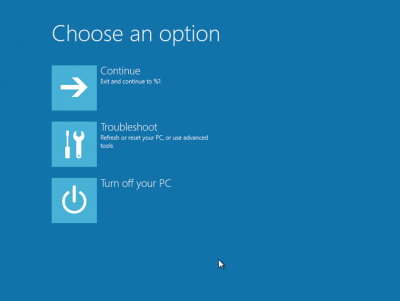 Choose an option
Continue
Exit and continue to %1
Troubleshoot
Refresh or reset your PC, or use advanced
tools
Turn off your PC